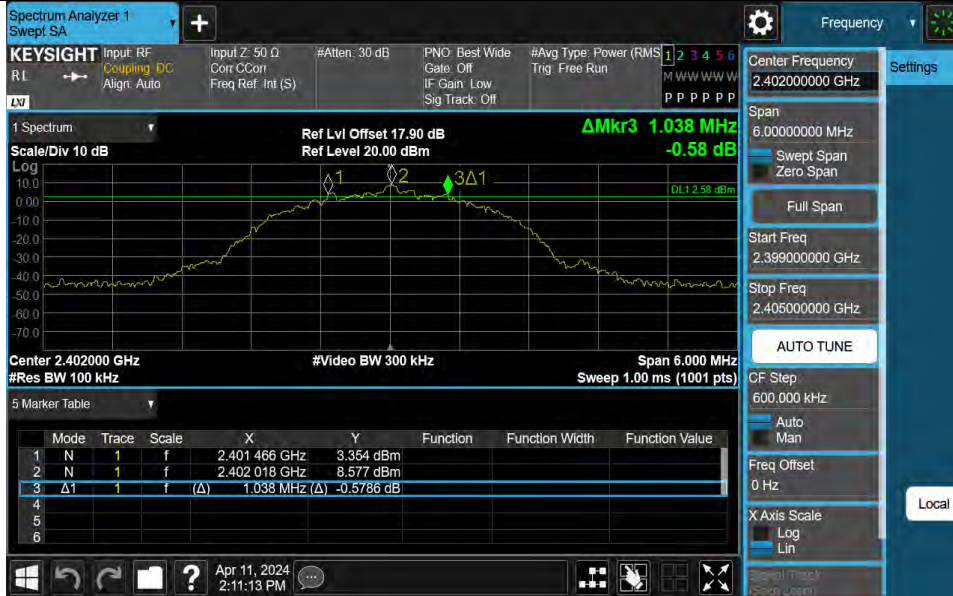 Spectrum Analyzer 1
Swept SA
+
Frequency
KEYSIGHT
Input: RF
Coupling: DC
Align: Auto
Input Z: 50 Ω
Corr CCorr
Freq Ref: Int (S)
#Atten: 30 dB
PNO: Best Wide
Gate: Off
IF Gain: Low
Sig Track: Off
#Avg Type: Power (RMS
Trig: Free Run
1 2 3 4 5 6
M W W W W W
P P P P P P
R L
LXI
1 Spectrum
Scale/Div 10 dB
Ref Lvl Offset 17.90 dB
Ref Level 20.00 dBm
ΔMkr3 1.038 MHz
-0.58 dB
Log
10.0
0.00
-10.0
-20.0
-30.0
-40.0
-50.0
-60.0
-70.0
1
2
3Δ1
DL1 2.58 dBm
Center 2.402000 GHz
#Video BW 300 kHz
Span 6.000 MHz
#Res BW 100 kHz
Sweep 1.00 ms (1001 pts)
5 Marker Table
Mode Trace Scale X Y Function Function Width Function Value
1 N 1 f 2.401 466 GHz 3.354 dBm
2 N 1 f 2.402 018 GHz 8.577 dBm
3 Δ1 1 f (Δ) 1.038 MHz (Δ) -0.5786 dB
4
5
6
?
Apr 11, 2024
2:11:13 PM
Center Frequency
2.402000000 GHz
Settings
Span
6.00000000 MHz
Swept Span
Zero Span
Full Span
Start Freq
2.399000000 GHz
Stop Freq
2.405000000 GHz
AUTO TUNE
CF Step
600.000 kHz
Auto
Man
Freq Offset
0 Hz
Local
X Axis Scale
Log
Lin
Signal Track
(Span Zoom)